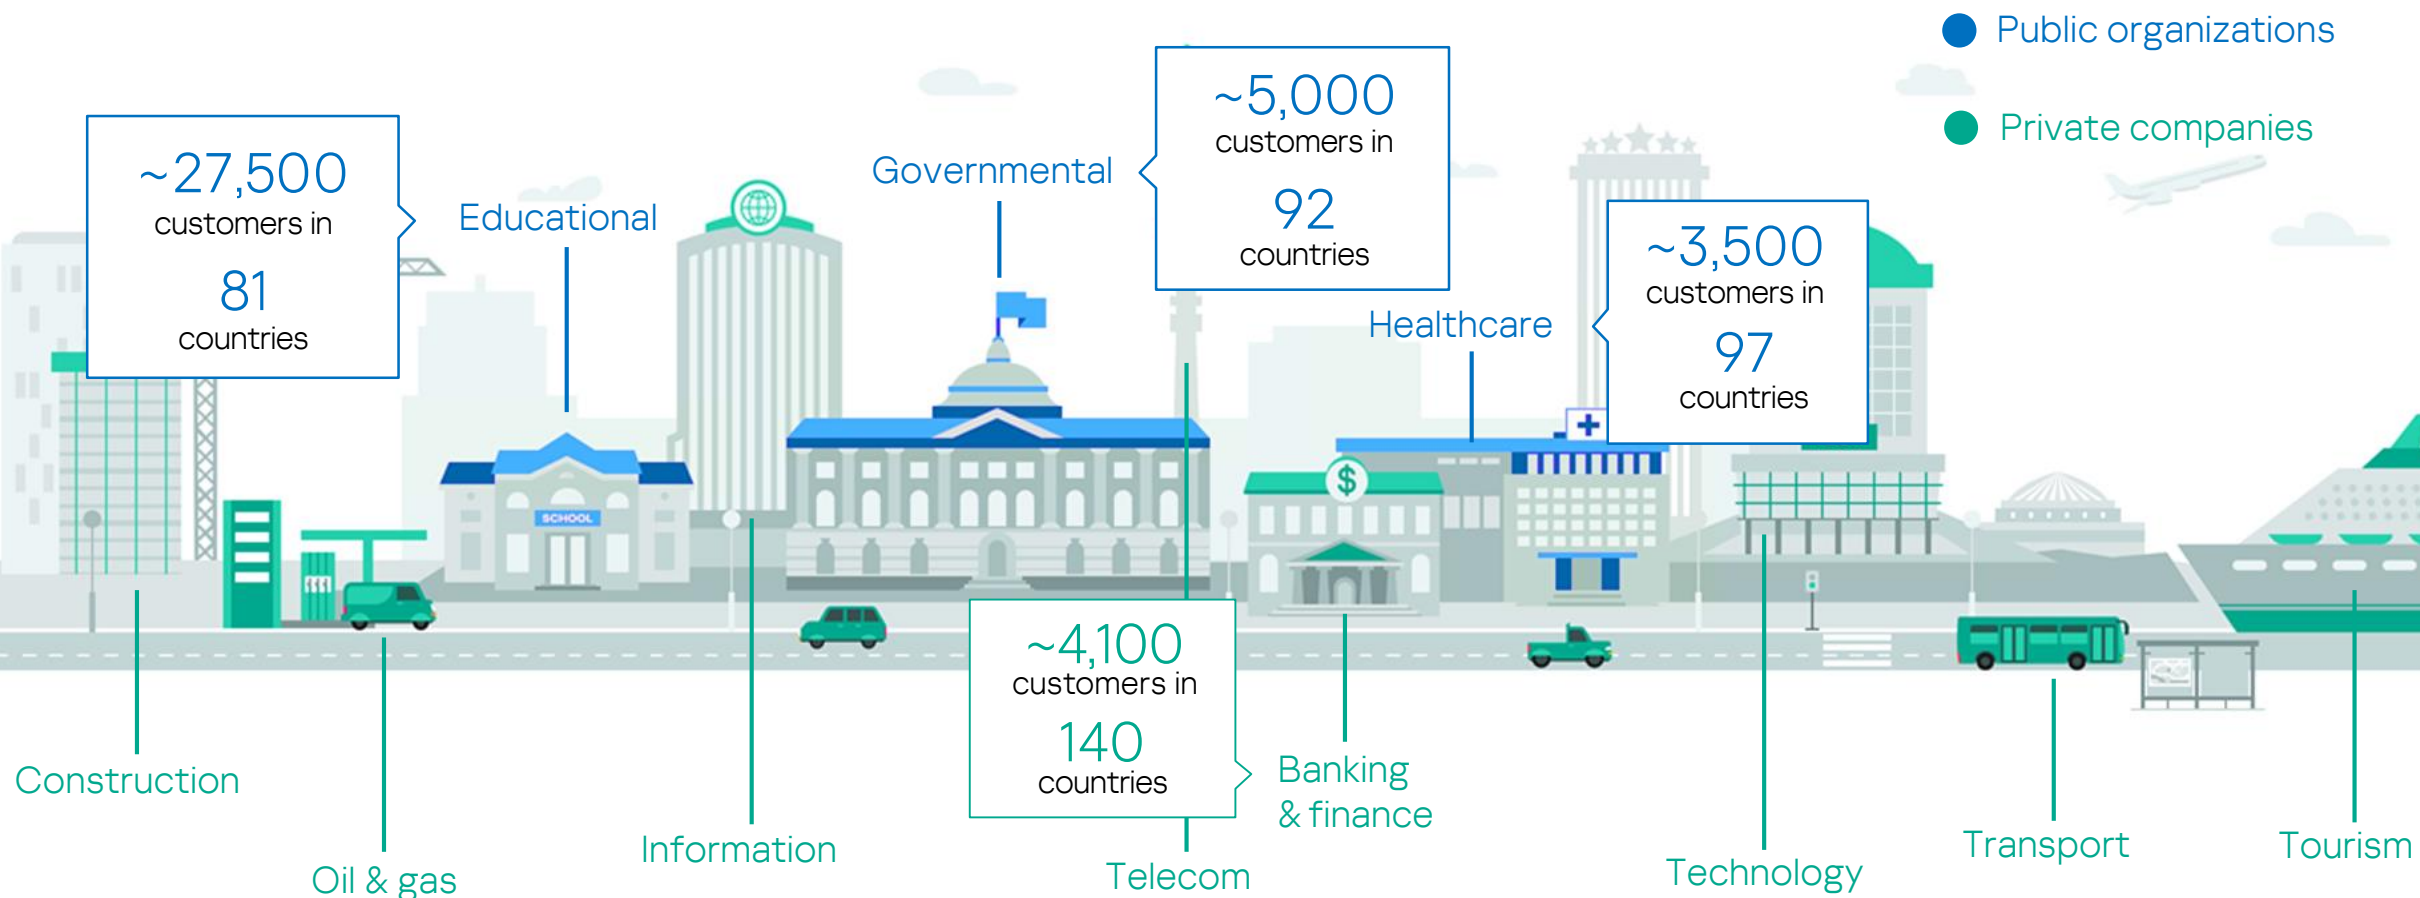 Public organizations
Private companies
~27,500
customers in
81
countries
Educational
Governmental
~5,000
customers in
92
countries
Healthcare
~3,500
customers in
97
countries
SCHOOL
$
~4,100
customers in
140
countries
Banking
& finance
Construction
Oil & gas
Information
Telecom
Technology
Transport
Tourism